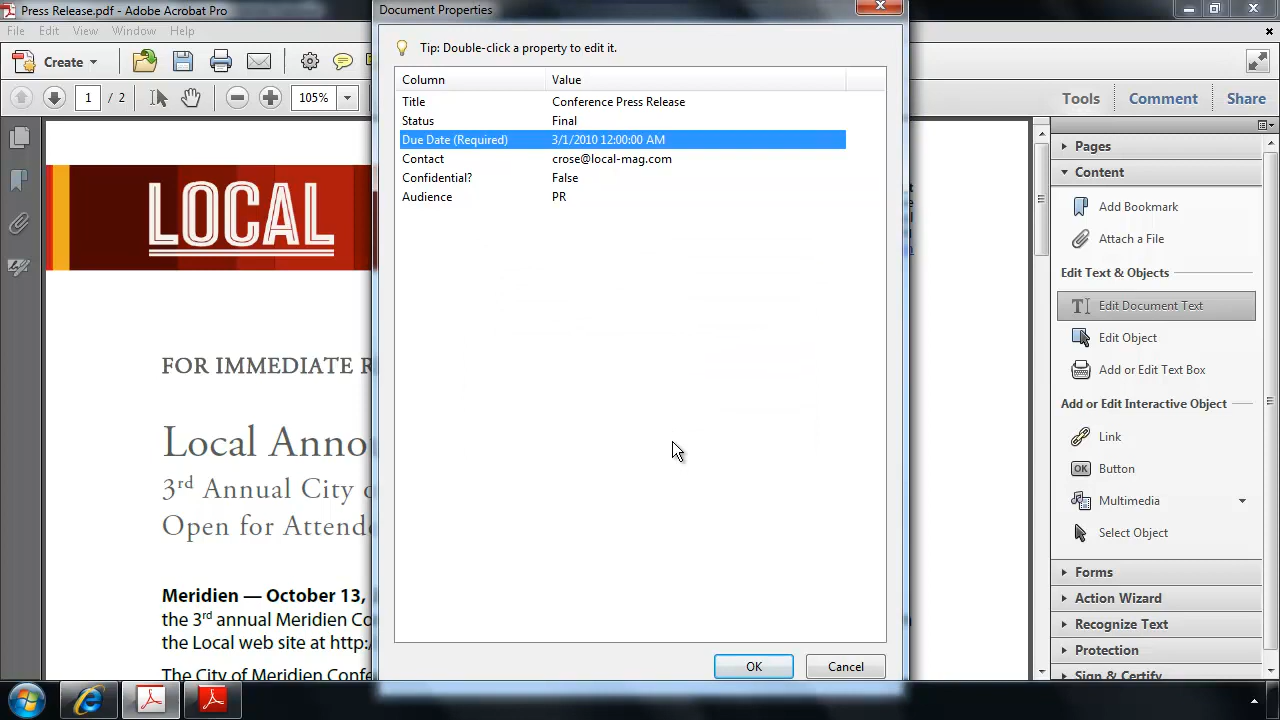 Press Release.pdf - Adobe Acrobat Pro
File Edit View Window Help
Create
1 / 2
105%
Tools Comment Share
Document Properties
Tip: Double-click a property to edit it.
Column Value
Title Conference Press Release
Status Final
Due Date (Required) 3/1/2010 12:00:00 AM
Contact crose@local-mag.com
Confidential? False
Audience PR
OK Cancel
LOCAL
FOR IMMEDIATE R
Local Anno
3rd Annual City o
Open for Attend
Meridien — October 13,
the 3rd annual Meridien Co
the Local web site at http:/
The City of Meridien Confe
Pages
Content
Add Bookmark
Attach a File
Edit Text & Objects
Edit Document Text
Edit Object
Add or Edit Text Box
Add or Edit Interactive Object
Link
OK Button
Multimedia
Select Object
Forms
Action Wizard
Recognize Text
Protection
Sign & Certify